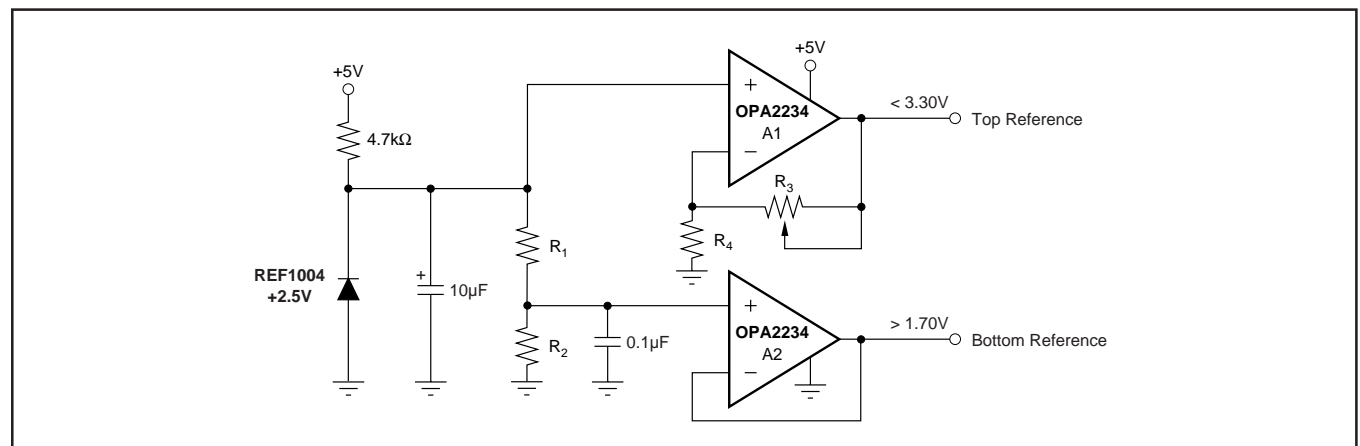 +5V
4.7kΩ
REF1004
+2.5V
+
10µF
R1
R2
0.1µF
+5V
+
OPA2234
A1
–
R3
R4
< 3.30V
Top Reference
+
OPA2234
A2
–
> 1.70V
Bottom Reference